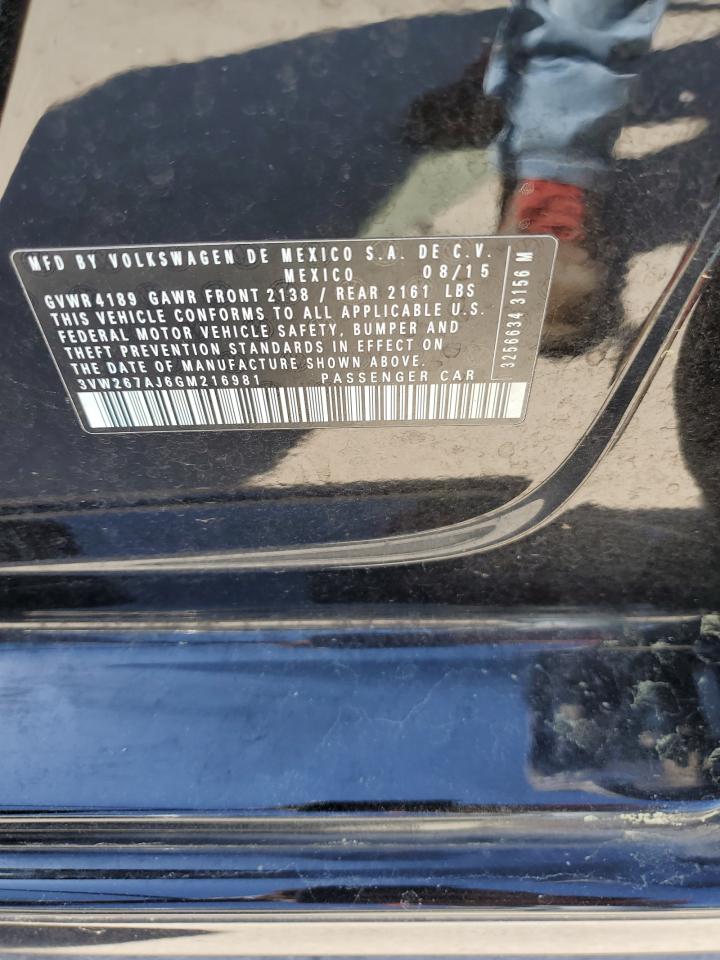 MFD BY VOLKSWAGEN DE MEXICO S.A. DE C.V.
MEXICO 08/15
GVWR 4189 GAWR FRONT 2138 / REAR 2161 LBS
THIS VEHICLE CONFORMS TO ALL APPLICABLE U.S.
FEDERAL MOTOR VEHICLE SAFETY, BUMPER AND
THEFT PREVENTION STANDARDS IN EFFECT ON
THE DATE OF MANUFACTURE SHOWN ABOVE.
3VW267AJ6GM216981 PASSENGER CAR
3256634 3156 M